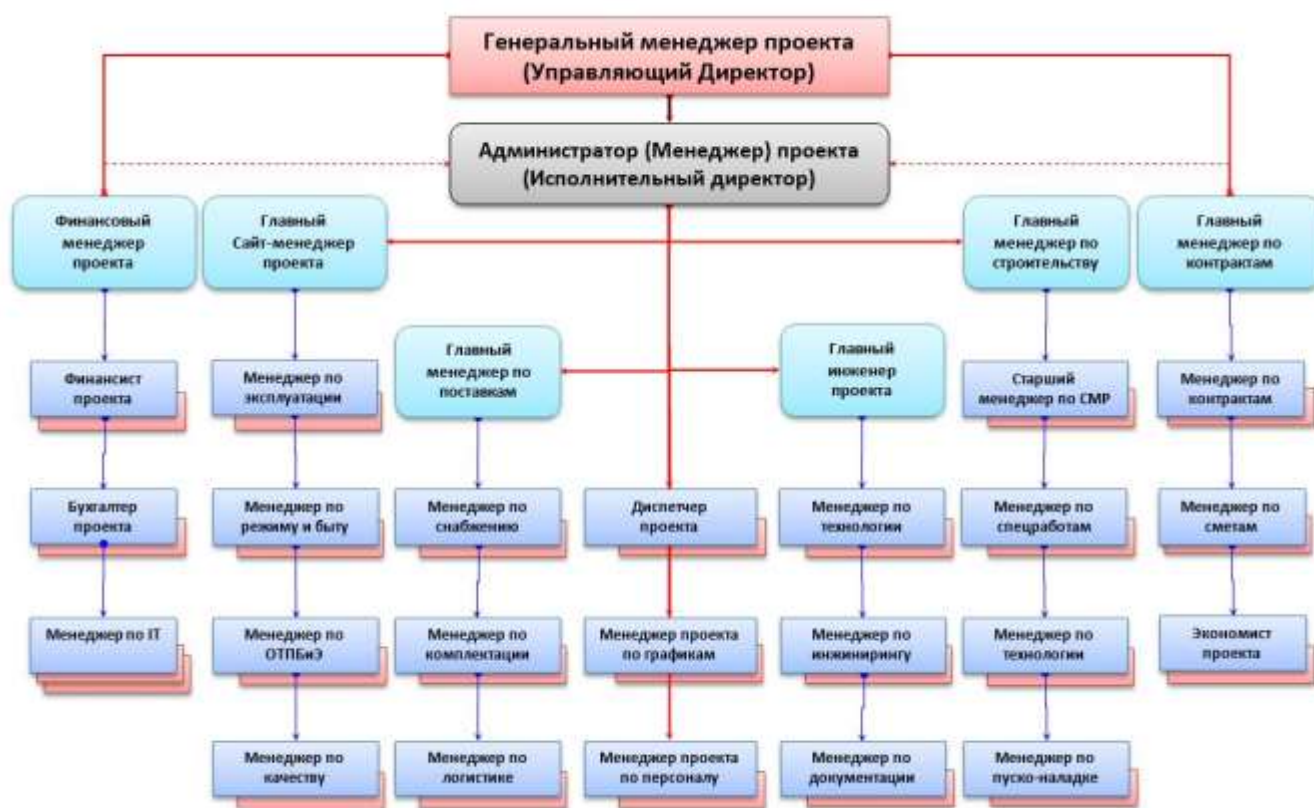 Генеральный менеджер проекта
(Управляющий Директор)
Администратор (Менеджер) проекта
(Исполнительный директор)
Финансовый
менеджер
проекта
Главный
Сайт-менеджер
проекта
Главный
менеджер по
строительству
Главный
менеджер по
контрактам
Главный
менеджер по
поставкам
Главный
инженер
проекта
Финансист
проекта
Менеджер по
эксплуатации
Старший
менеджер по СМР
Менеджер по
контрактам
Бухгалтер
проекта
Менеджер по
режиму и быту
Менеджер по
снабжению
Диспетчер
проекта
Менеджер по
технологии
Менеджер по
спецработам
Менеджер по
сметам
Менеджер по IT
Менеджер по
ОТПБиЭ
Менеджер по
комплектации
Менеджер проекта
по графикам
Менеджер по
инжинирингу
Менеджер по
технологии
Экономист
проекта
Менеджер по
качеству
Менеджер по
логистике
Менеджер проекта
по персоналу
Менеджер по
документации
Менеджер по
пуско-наладке